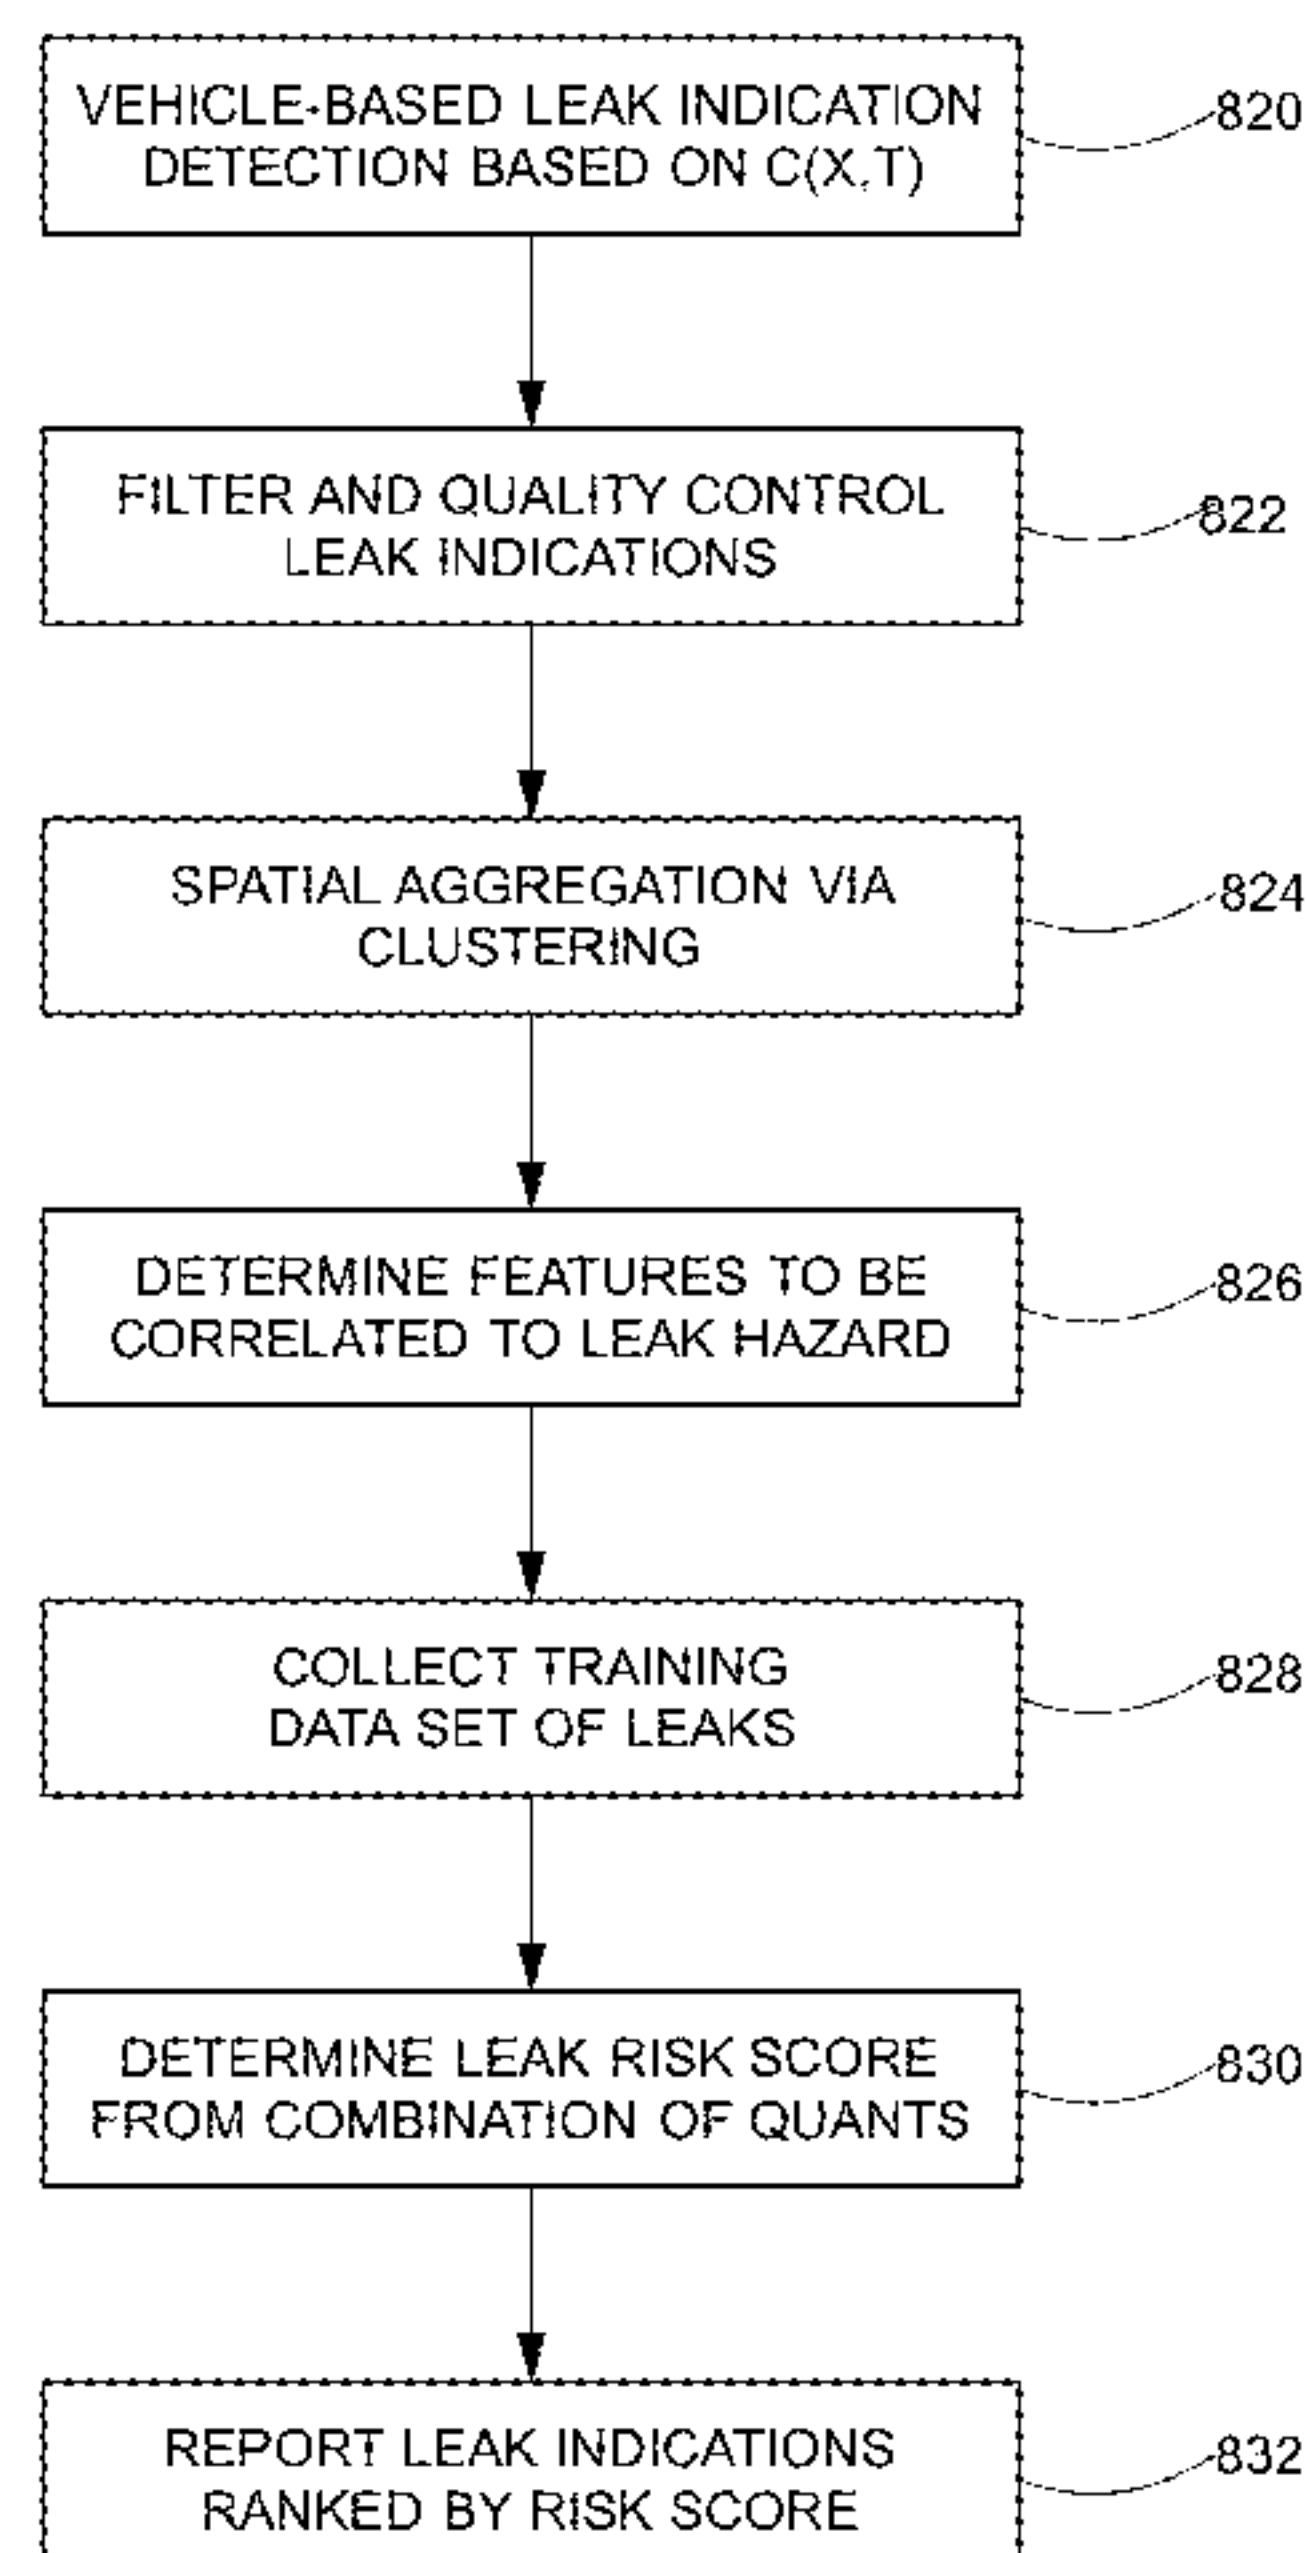 VEHICLE-BASED LEAK INDICATION
DETECTION BASED ON C(X,T)
820
FILTER AND QUALITY CONTROL
LEAK INDICATIONS
822
SPATIAL AGGREGATION VIA
CLUSTERING
824
DETERMINE FEATURES TO BE
CORRELATED TO LEAK HAZARD
826
COLLECT TRAINING
DATA SET OF LEAKS
828
DETERMINE LEAK RISK SCORE
FROM COMBINATION OF QUANTS
830
REPORT LEAK INDICATIONS
RANKED BY RISK SCORE
832